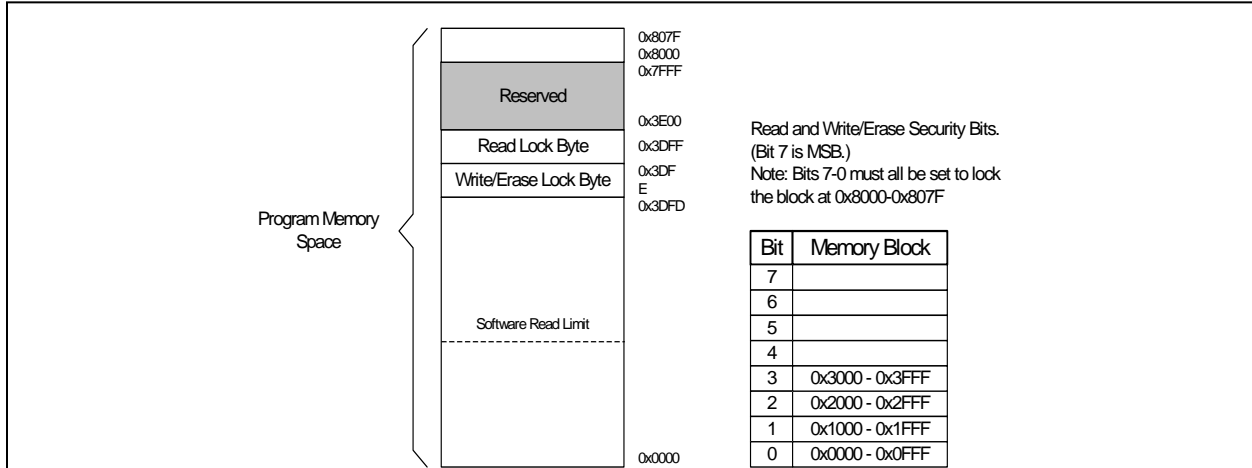 0x807F
0x8000
0x7FFF
Reserved
0x3E00
Read Lock Byte 0x3DFF
Write/Erase Lock Byte 0x3DF
E
0x3DFD
Program Memory
Space
Software Read Limit
0x0000
Read and Write/Erase Security Bits.
(Bit 7 is MSB.)
Note: Bits 7-0 must all be set to lock
the block at 0x8000-0x807F
Bit Memory Block
7
6
5
4
3 0x3000 - 0x3FFF
2 0x2000 - 0x2FFF
1 0x1000 - 0x1FFF
0 0x0000 - 0x0FFF